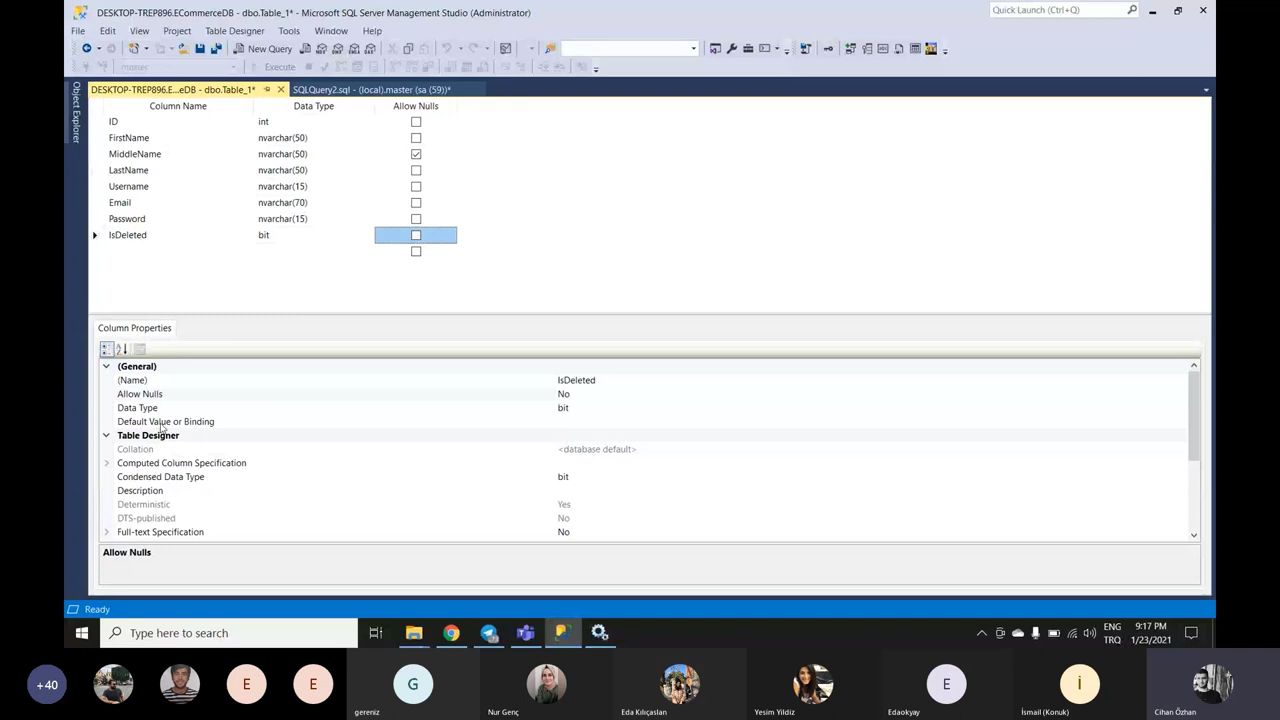 DESKTOP-TREP896.ECommerceDB - dbo.Table_1* - Microsoft SQL Server Management Studio (Administrator)
Quick Launch (Ctrl+Q)
File Edit View Project Table Designer Tools Window Help
New Query
master
Execute
Object Explorer
DESKTOP-TREP896.E...eDB - dbo.Table_1*
SQLQuery2.sql - (local).master (sa (59))*
Column Name Data Type Allow Nulls
ID int
FirstName nvarchar(50)
MiddleName nvarchar(50)
LastName nvarchar(50)
Username nvarchar(15)
Email nvarchar(70)
Password nvarchar(15)
IsDeleted bit
Column Properties
(General)
(Name) IsDeleted
Allow Nulls No
Data Type bit
Default Value or Binding
Table Designer
Collation <database default>
Computed Column Specification
Condensed Data Type bit
Description
Deterministic Yes
DTS-published No
Full-text Specification No
Allow Nulls
Ready
Type here to search
ENG
TRQ
9:17 PM
1/23/2021
+40
E
E
G
E
İ
gereniz
Nur Genç
Eda Kılıçaslan
Yesim Yildiz
Edaokyay
İsmail (Konuk)
Cihan Özhan